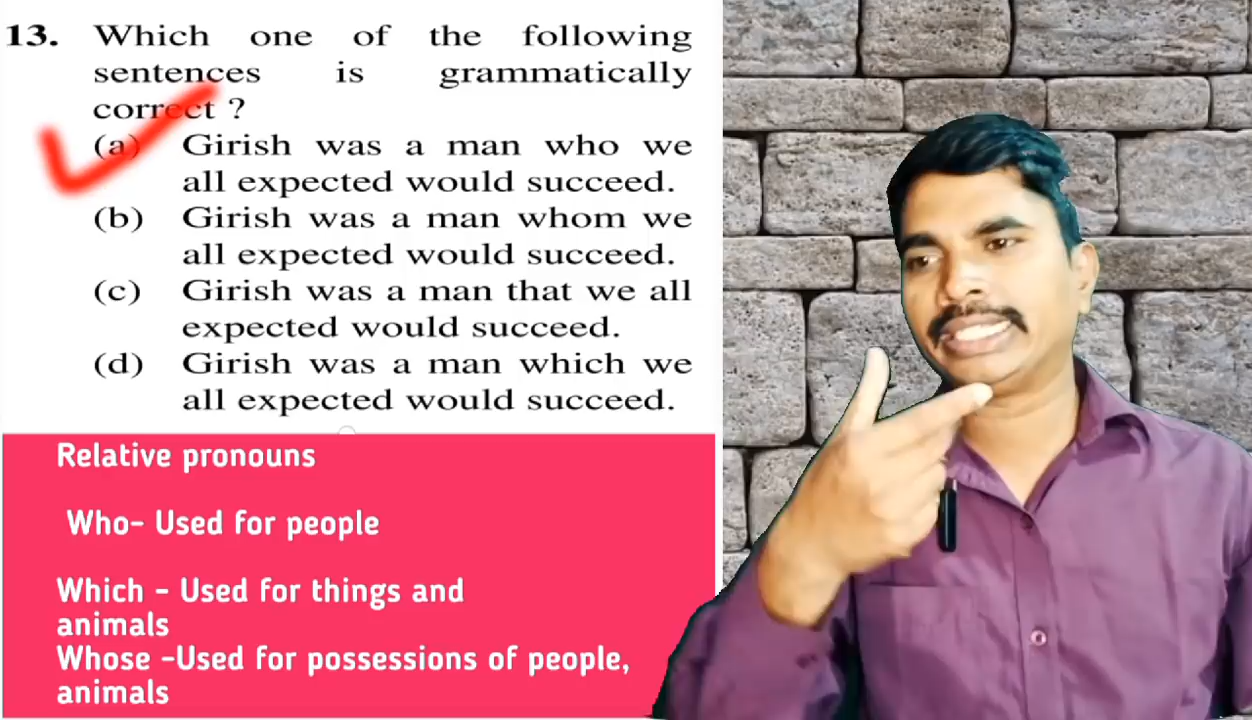 13. Which one of the following
sentences is grammatically
correct ?
(a) Girish was a man who we
all expected would succeed.
(b) Girish was a man whom we
all expected would succeed.
(c) Girish was a man that we all
expected would succeed.
(d) Girish was a man which we
all expected would succeed.
Relative pronouns
Who- Used for people
Which - Used for things and
animals
Whose -Used for possessions of people,
animals